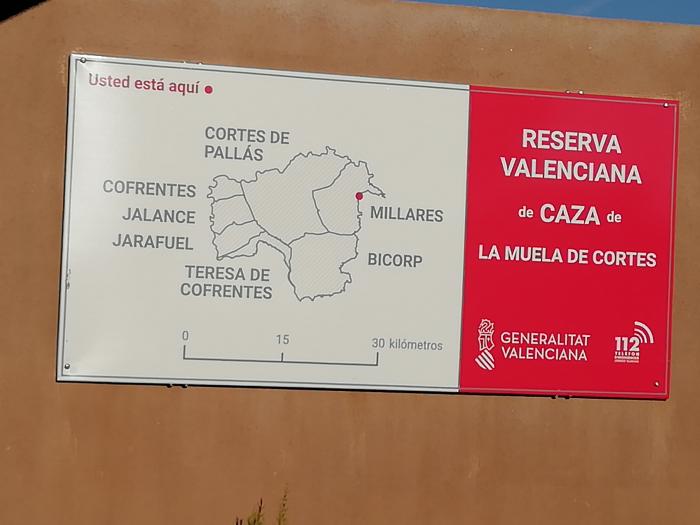 Usted está aquí
CORTES DE
PALLÁS
COFRENTES
JALANCE
JARAFUEL
MILLARES
BICORP
TERESA DE
COFRENTES
0 15 30 kilómetros
RESERVA
VALENCIANA
de CAZA de
LA MUELA DE CORTES
GENERALITAT
VALENCIANA
112